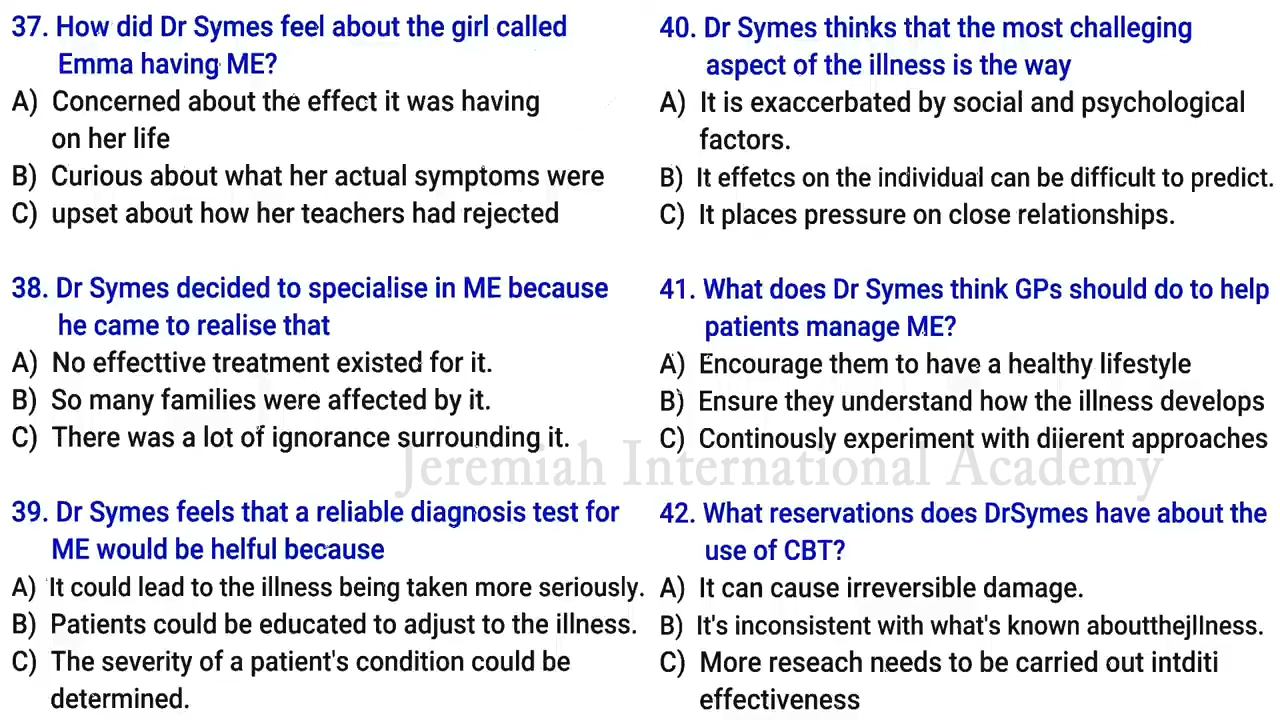 37. How did Dr Symes feel about the girl called
Emma having ME?
A) Concerned about the effect it was having
on her life
B) Curious about what her actual symptoms were
C) upset about how her teachers had rejected
38. Dr Symes decided to specialise in ME because
he came to realise that
A) No effecttive treatment existed for it.
B) So many families were affected by it.
C) There was a lot of ignorance surrounding it.
39. Dr Symes feels that a reliable diagnosis test for
ME would be helful because
A) It could lead to the illness being taken more seriously.
B) Patients could be educated to adjust to the illness.
C) The severity of a patient's condition could be
determined.
40. Dr Symes thinks that the most challeging
aspect of the illness is the way
A) It is exaccerbated by social and psychological
factors.
B) It effetcs on the individual can be difficult to predict.
C) It places pressure on close relationships.
41. What does Dr Symes think GPs should do to help
patients manage ME?
A) Encourage them to have a healthy lifestyle
B) Ensure they understand how the illness develops
C) Continously experiment with diierent approaches
42. What reservations does DrSymes have about the
use of CBT?
A) It can cause irreversible damage.
B) It's inconsistent with what's known aboutthejllness.
C) More reseach needs to be carried out intditi
effectiveness
Jeremiah International Academy